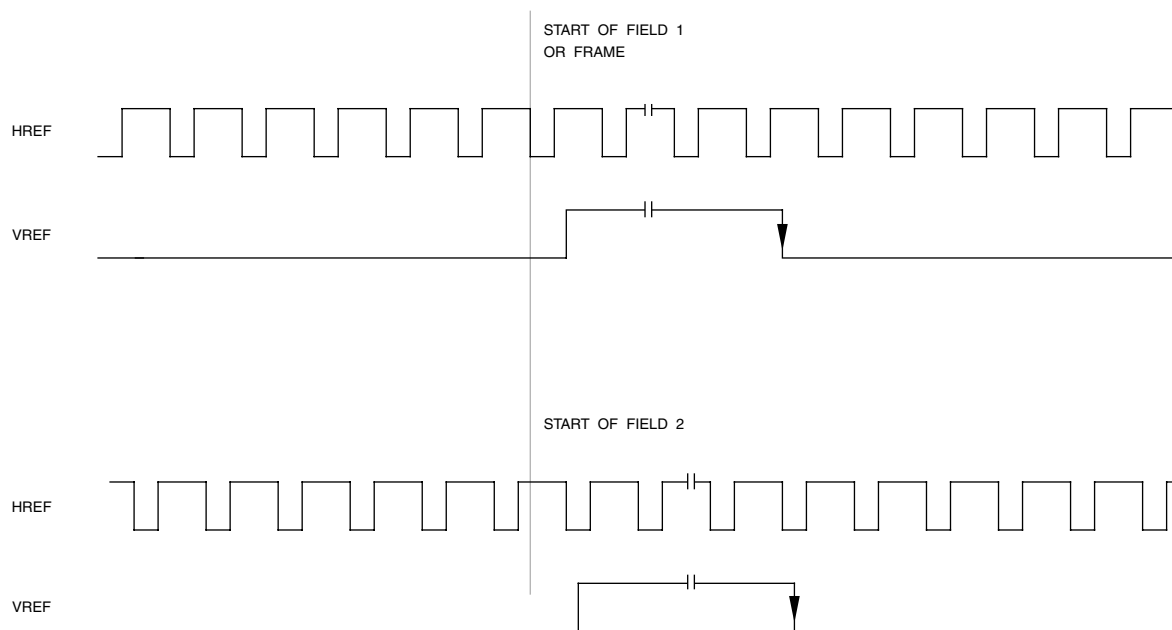 START OF FIELD 1
OR FRAME
HREF
VREF
START OF FIELD 2
HREF
VREF